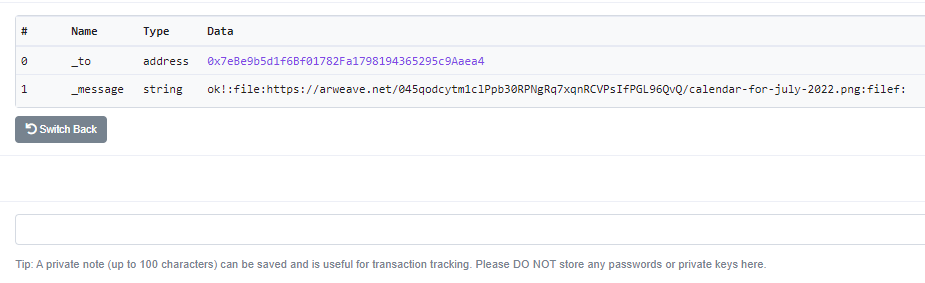 # Name Type Data
0 _to address 0x7eBe9b5d1f6Bf01782Fa1798194365295c9Aaea4
1 _message string ok!:file:https://arweave.net/045qodcytm1clPpb30RPNgRq7xqnRCVPsIfPGL96QvQ/calendar-for-july-2022.png:filef:
Switch Back
Tip: A private note (up to 100 characters) can be saved and is useful for transaction tracking. Please DO NOT store any passwords or private keys here.